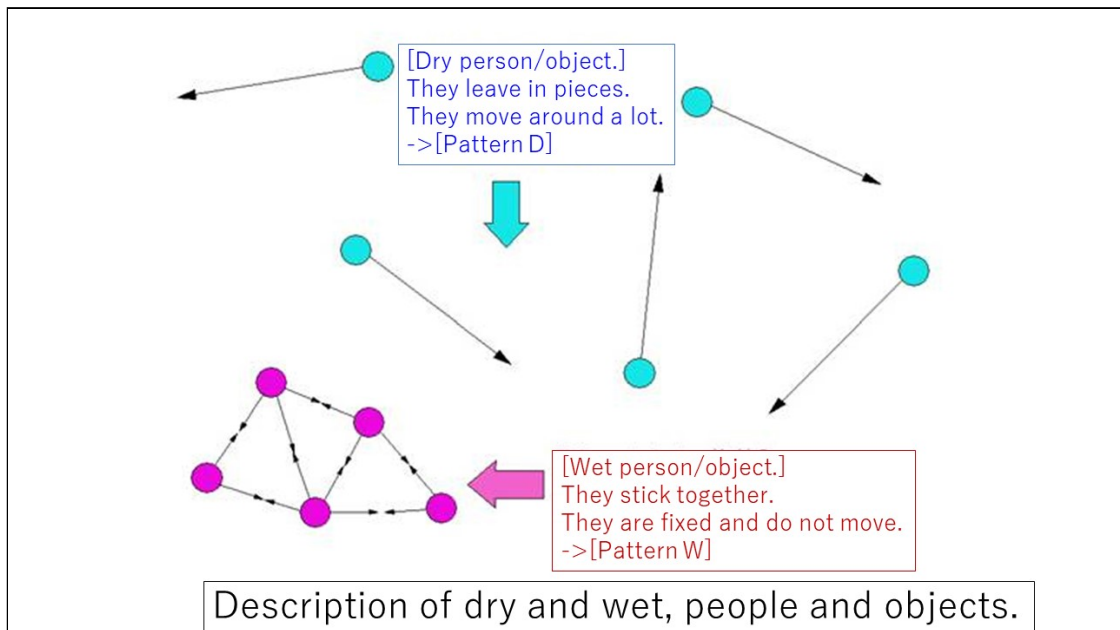 [Dry person/object.]
They leave in pieces.
They move around a lot.
->[Pattern D]
[Wet person/object.]
They stick together.
They are fixed and do not move.
->[Pattern W]
Description of dry and wet, people and objects.